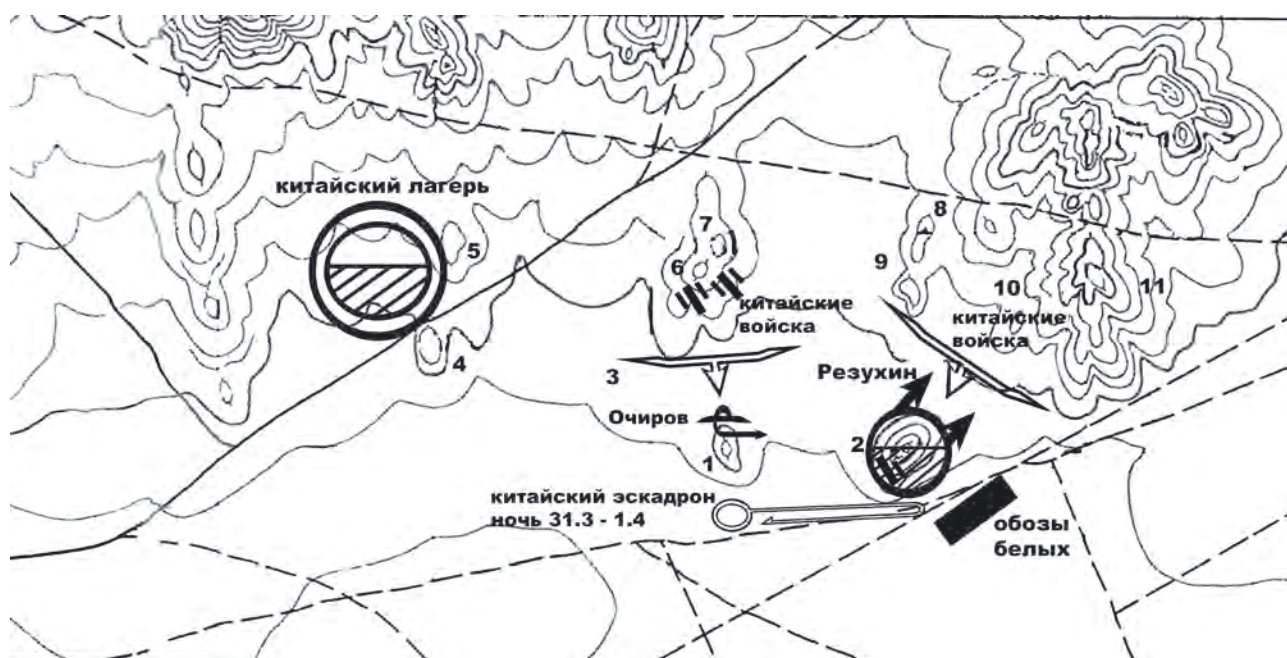 китайский лагерь
8
7
5
9
6
10
11
китайские
войска
китайские
войска
4
3
Резухин
Очиров
2
1
китайский эскадрон
ночь 31.3 - 1.4
обозы
белых